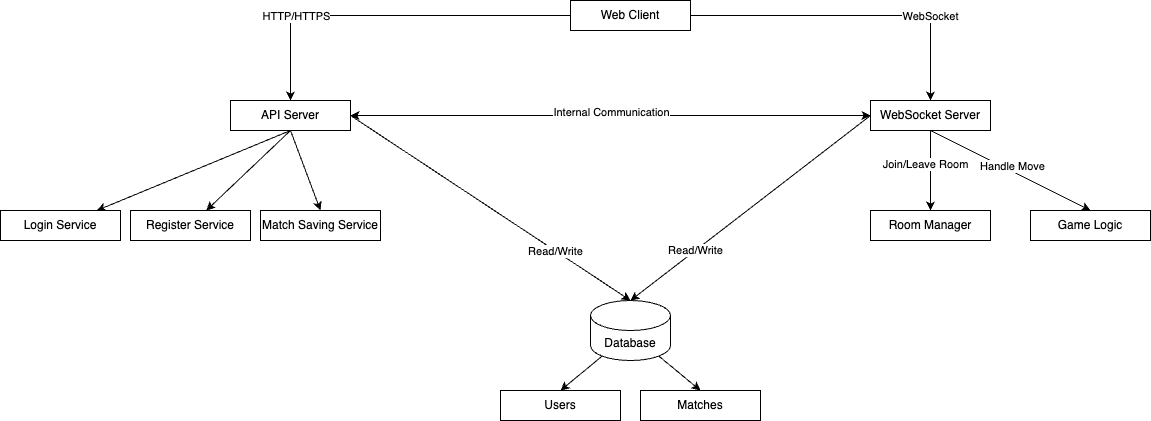 Web Client
HTTP/HTTPS
WebSocket
API Server
Internal Communication
WebSocket Server
Join/Leave Room
Handle Move
Login Service
Register Service
Match Saving Service
Room Manager
Game Logic
Read/Write
Read/Write
Database
Users
Matches